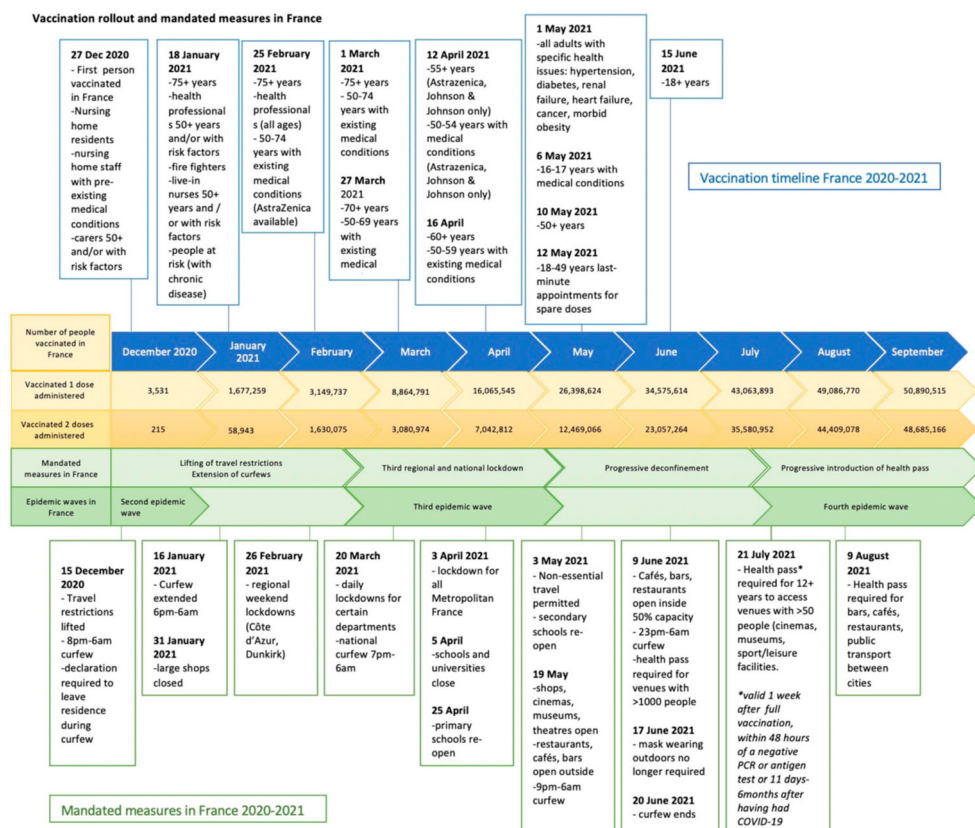 Vaccination rollout and mandated measures in France
27 Dec 2020
- First person
vaccinated
in France
-Nursing
home
residents
-nursing
home staff
with pre-
existing
medical
conditions
-carers 50+
and/or with
risk factors
18 January
2021
-75+ years
-health
professional
s 50+ years
and/or with
risk factors
-fire fighters
-live-in
nurses 50+
years and /
or with risk
factors
-people at
risk (with
chronic
disease)
25 February
2021
-75+ years
-health
professionals
(all ages)
- 50-74
years with
existing
medical
conditions
(AstraZenica
available)
1 March
2021
-75+ years
- 50-74
years with
existing
medical
conditions
27 March
2021
-70+ years
-50-69 years
with
existing
medical
12 April 2021
-55+ years
(Astrazenica,
Johnson &
Johnson only)
-50-54 years with
medical
conditions
(Astrazenica,
Johnson &
Johnson only)
16 April
-60+ years
-50-59 years with
existing medical
conditions
1 May 2021
-all adults with
specific health
issues: hypertension,
diabetes, renal
failure, heart failure,
cancer, morbid
obesity
6 May 2021
-16-17 years with
medical conditions
10 May 2021
-50+ years
12 May 2021
-18-49 years last-
minute
appointments for
spare doses
15 June
2021
-18+ years
Vaccination timeline France 2020-2021
Number of people
vaccinated in
France
December 2020
January
2021
February
March
April
May
June
July
August
September
Vaccinated 1 dose
administered
3,531
1,677,259
3,149,737
8,864,791
16,065,545
26,398,624
34,575,614
43,063,893
49,086,770
50,890,515
Vaccinated 2 doses
administered
215
58,943
1,630,075
3,080,974
7,042,812
12,469,066
23,057,264
35,580,952
44,409,078
48,685,166
Mandated
measures in France
Lifting of travel restrictions
Extension of curfews
Third regional and national lockdown
Progressive deconfinement
Progressive introduction of health pass
Epidemic waves in
France
Second epidemic
wave
Third epidemic wave
Fourth epidemic wave
15 December
2020
- Travel
restrictions
lifted
- 8pm-6am
curfew
-declaration
required to
leave
residence
during
curfew
16 January
2021
- Curfew
extended
6pm-6am
31 January
2021
-large shops
closed
26 February
2021
- regional
weekend
lockdowns
(Côte
d'Azur,
Dunkirk)
20 March
2021
- daily
lockdowns for
certain
departments
-national
curfew 7pm-
6am
3 April 2021
- lockdown for
all
Metropolitan
France
5 April
-schools and
universities
close
25 April
-primary
schools re-
open
3 May 2021
- Non-essential
travel
permitted
- secondary
schools re-
open
19 May
-shops,
cinemas,
museums,
theatres open
-restaurants,
cafés, bars
open outside
-9pm-6am
curfew
9 June 2021
- Cafés, bars,
restaurants
open inside
50% capacity
- 23pm-6am
curfew
-health pass
required for
venues with
>1000 people
17 June 2021
- mask wearing
outdoors no
longer required
20 June 2021
- curfew ends
21 July 2021
- Health pass*
required for 12+
years to access
venues with >50
people (cinemas,
museums,
sport/leisure
facilities.
*valid 1 week
after full
vaccination,
within 48 hours
of a negative
PCR or antigen
test or 11 days-
6months after
having had
COVID-19
9 August
2021
- Health pass
required for
bars, cafés,
restaurants,
public
transport
between
cities
Mandated measures in France 2020-2021